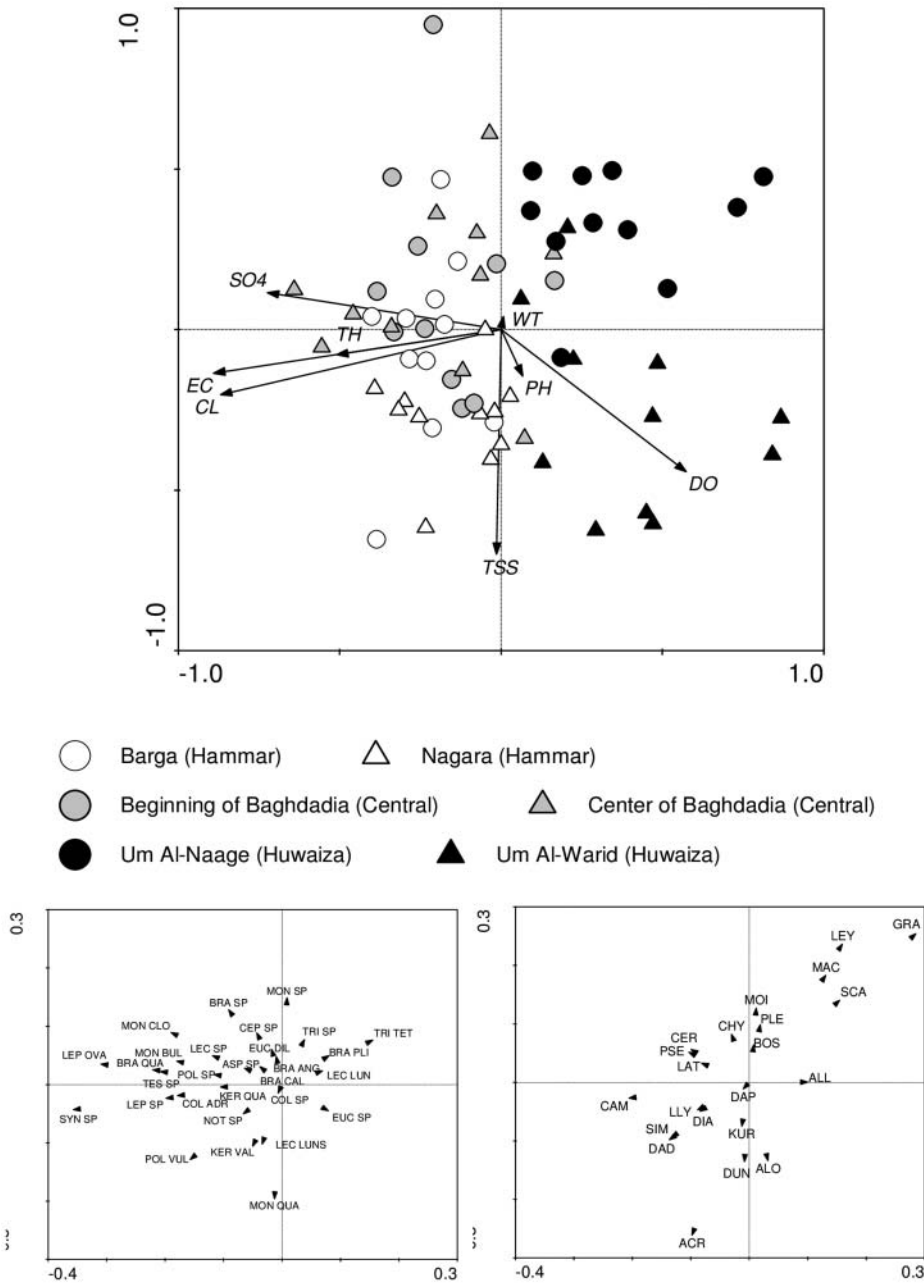 1.0
SO4
WT
TH
PH
EC
CL
DO
TSS
-1.0
-1.0 1.0
Barga (Hammar) Nagara (Hammar)
Beginning of Baghdadia (Central) Center of Baghdadia (Central)
Um Al-Naage (Huwaiza) Um Al-Warid (Huwaiza)
0.3
MON SP
BRA SP
MON CLO CEP SP TRI SP TRI TET
LEP OVA MON BUL LEC SP EUC DIL BRA PLI
BRA QUA POL SP ASP SP BRA ANG LEC LUN
TES SP BRA CAL
LEP SP COL ADR KER QUA COL SP
SYN SP NOT SP EUC SP
POL VUL KER VAL LEC LUNS
MON QUA
-0.4 0.3
0.3
GRA
LEY
MAC
SCA
MOI
CHY PLE
CER
PSE BOS
LAT
ALL
DAP
CAM LLY
DIA
SIM KUR
DAD
DUN ALO
ACR
-0.4 0.3